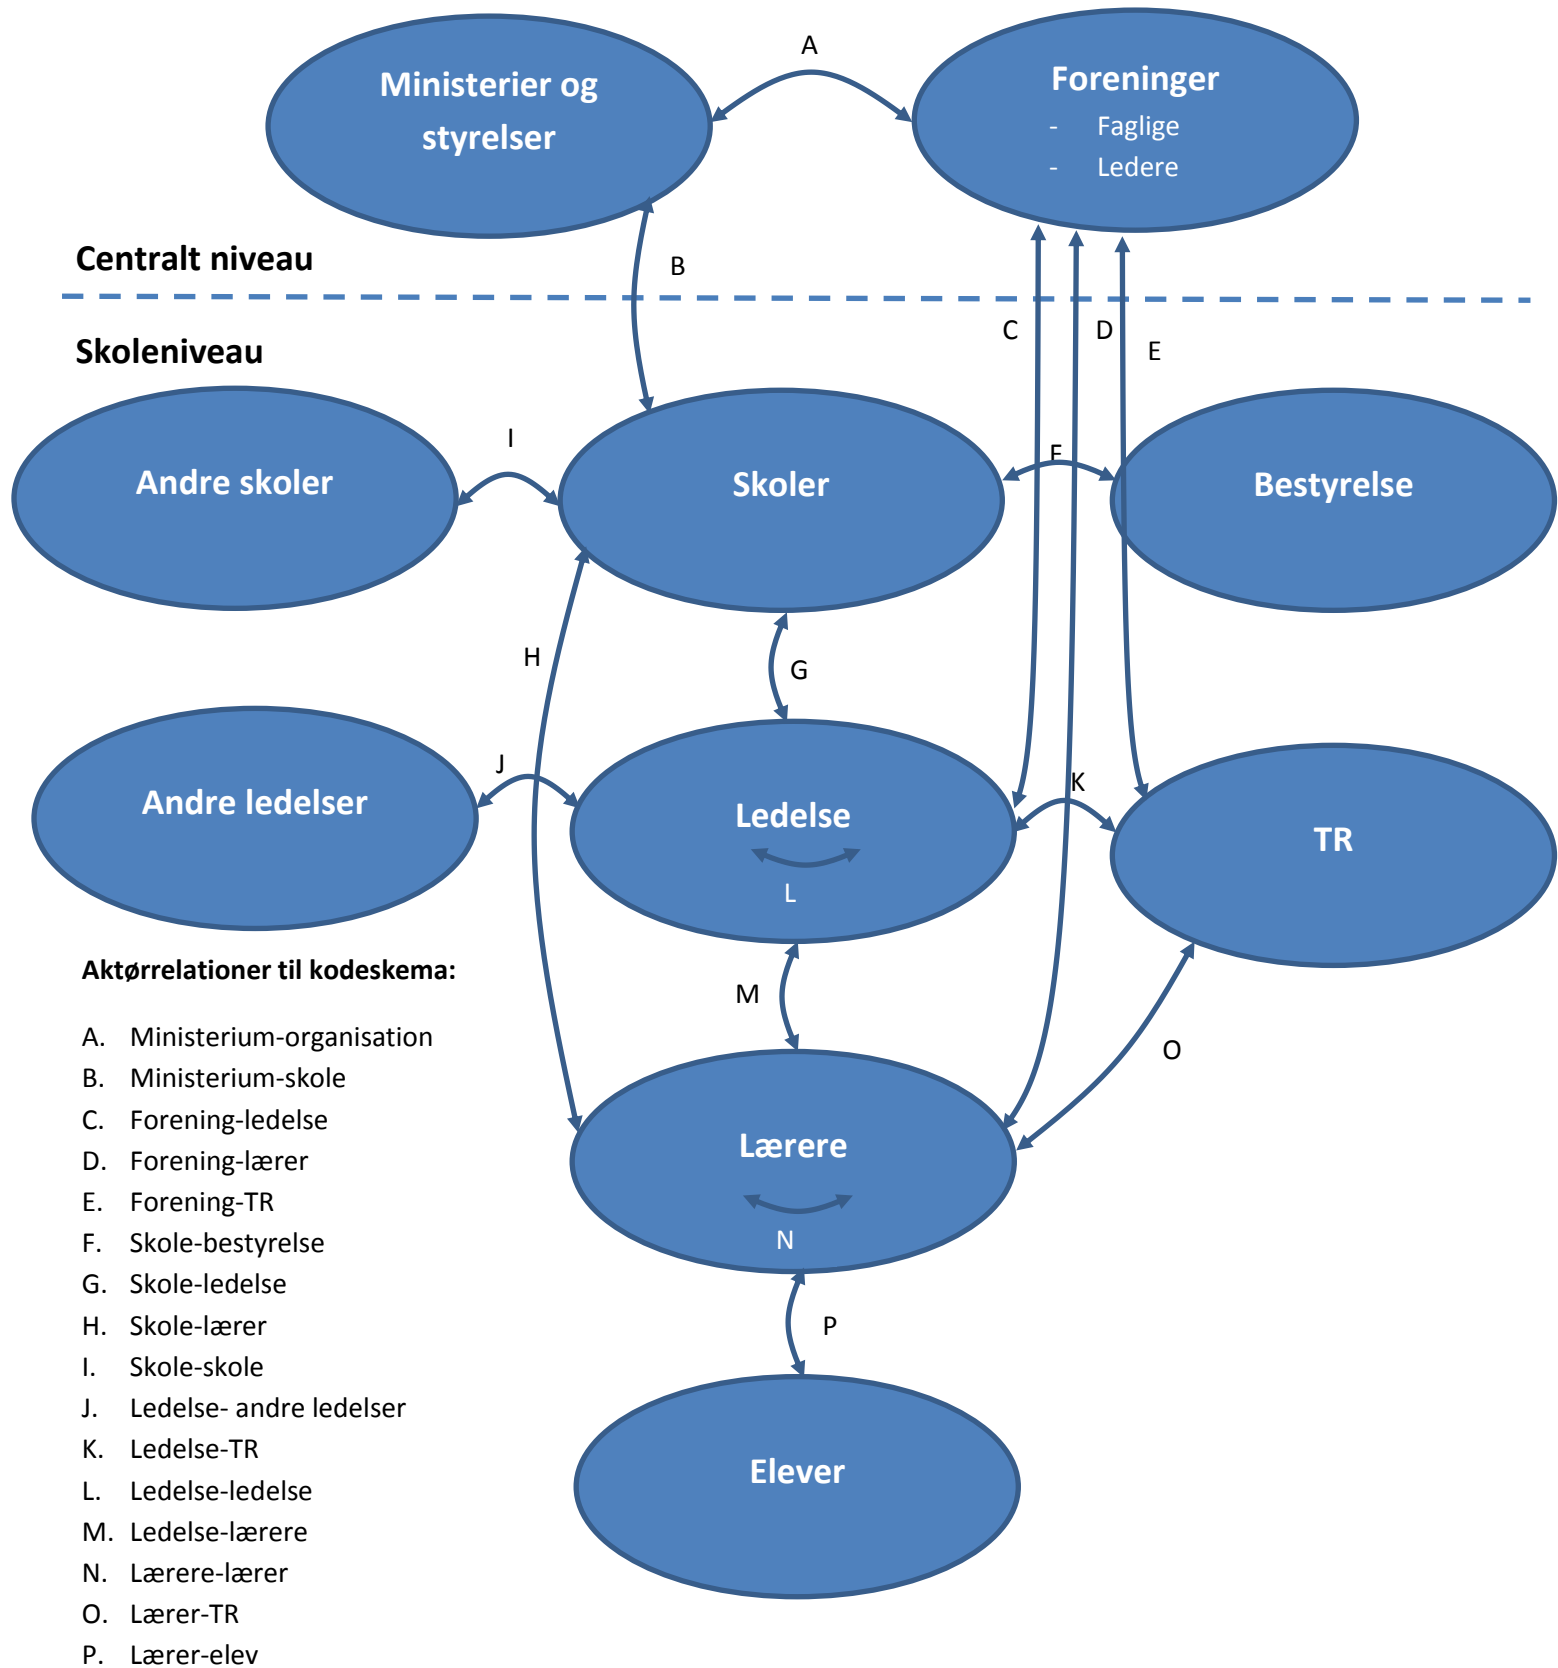 A
Ministerier og
styrelser
Foreninger
- Faglige
- Ledere
Centralt niveau
B
Skoleniveau
C
D
E
I
F
Andre skoler
Skoler
Bestyrelse
H
G
J
K
Andre ledelser
Ledelse
TR
L
Aktørrelationer til kodeskema:
M
O
A. Ministerium-organisation
B. Ministerium-skole
C. Forening-ledelse
D. Forening-lærer
E. Forening-TR
F. Skole-bestyrelse
G. Skole-ledelse
H. Skole-lærer
I. Skole-skole
J. Ledelse- andre ledelser
K. Ledelse-TR
L. Ledelse-ledelse
M. Ledelse-lærere
N. Lærere-lærer
O. Lærer-TR
P. Lærer-elev
Lærere
N
P
Elever